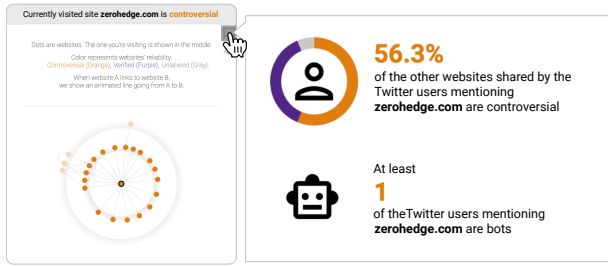 Currently visited site zerohedge.com is controversial
Dots are websites. The one you're visiting is shown in the middle.
Color represents websites' reliability:
Controversial (Orange), Verified (Purple), Unlabeled (Gray).
When website A links to website B,
we show an animated line going from A to B.
56.3%
of the other websites shared by the
Twitter users mentioning
zerohedge.com are controversial
At least
1
of theTwitter users mentioning
zerohedge.com are bots